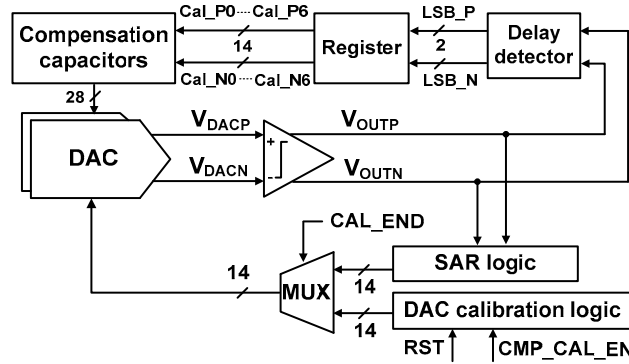 Compensation capacitors
Cal_P0····Cal_P6
14
Cal_N0····Cal_N6
Register
LSB_P
2
LSB_N
Delay detector
28
DAC
VDACP
VDACN
+
-
VOUTP
VOUTN
CAL_END
14
MUX
14
14
SAR logic
DAC calibration logic
RST
CMP_CAL_EN